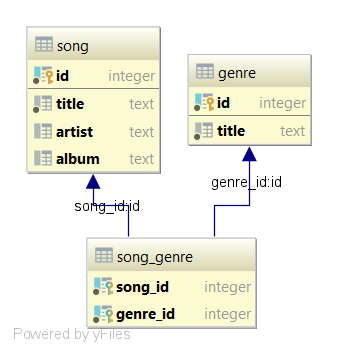 song
id integer
title text
artist text
album text
genre
id integer
title text
song_id:id
genre_id:id
song_genre
song_id integer
genre_id integer
Powered by yFiles